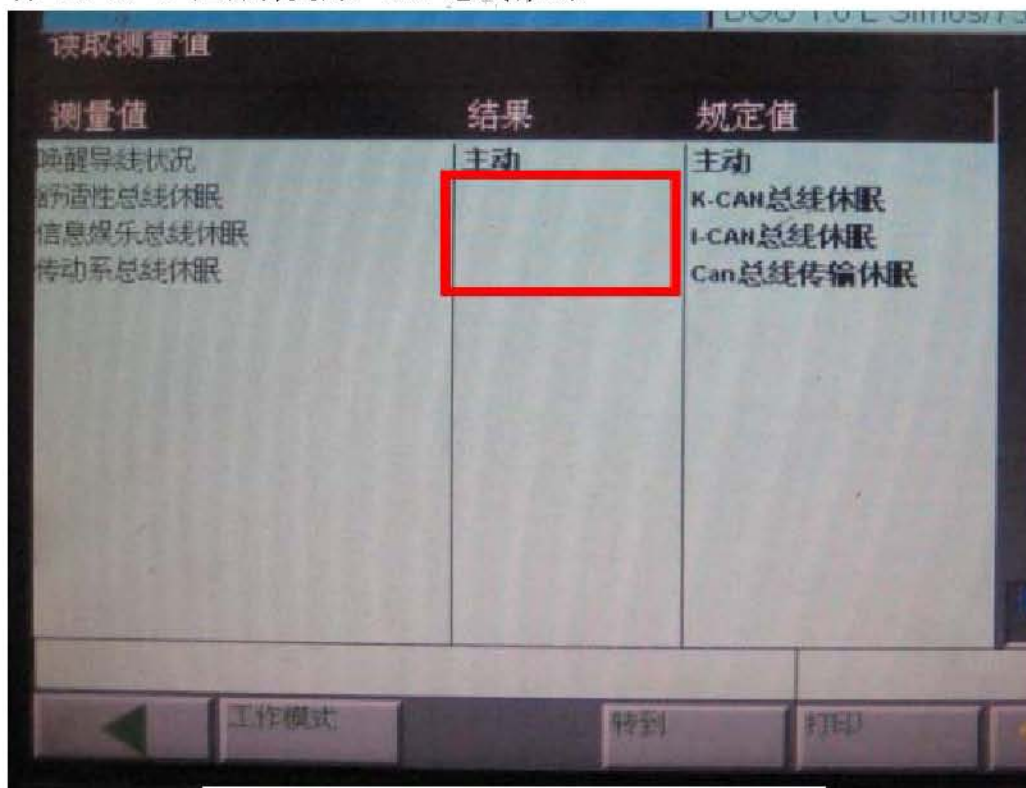 读取测量值
测量值 结果 规定值
唤醒导线状况 主动 主动
舒适性总线休眠 K-CAN总线休眠
信息娱乐总线休眠 I-CAN总线休眠
传动系总线休眠 Can总线传输休眠
工作模式 转到 打印